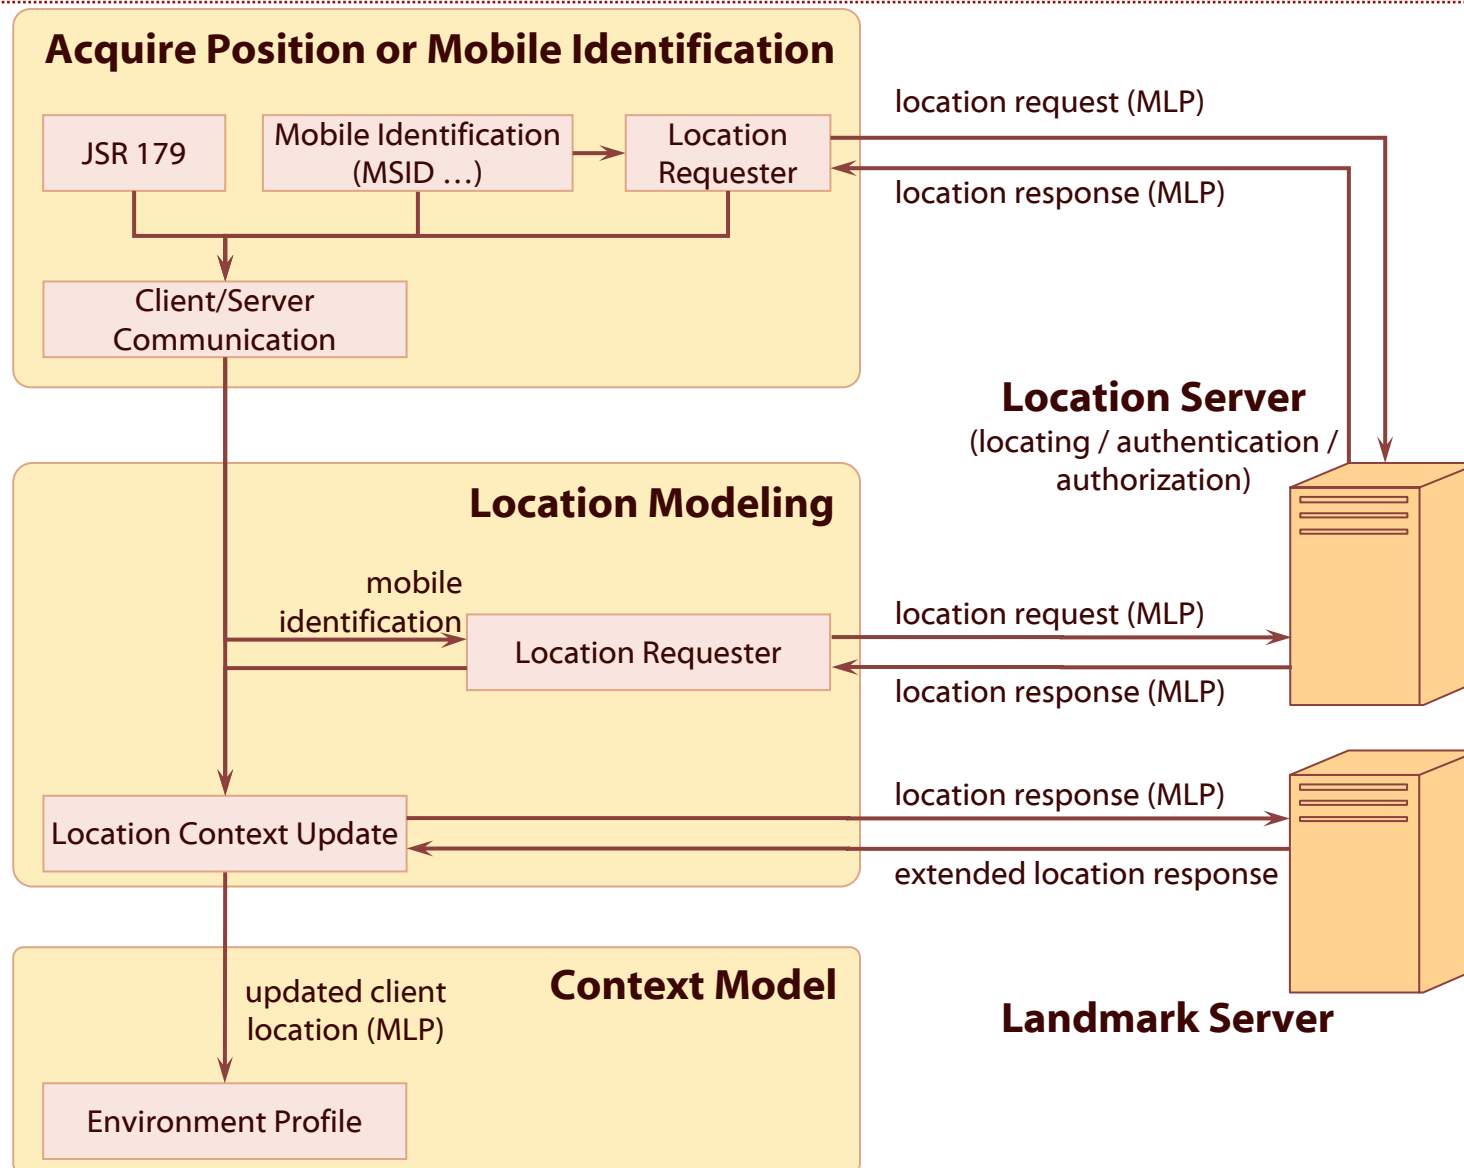 Acquire Position or Mobile Identification
JSR 179
Mobile Identification
(MSID …)
Location
Requester
location request (MLP)
location response (MLP)
Client/Server
Communication
Location Server
(locating / authentication /
authorization)
Location Modeling
mobile
identification
Location Requester
location request (MLP)
location response (MLP)
Location Context Update
location response (MLP)
extended location response
Context Model
updated client
location (MLP)
Landmark Server
Environment Profile